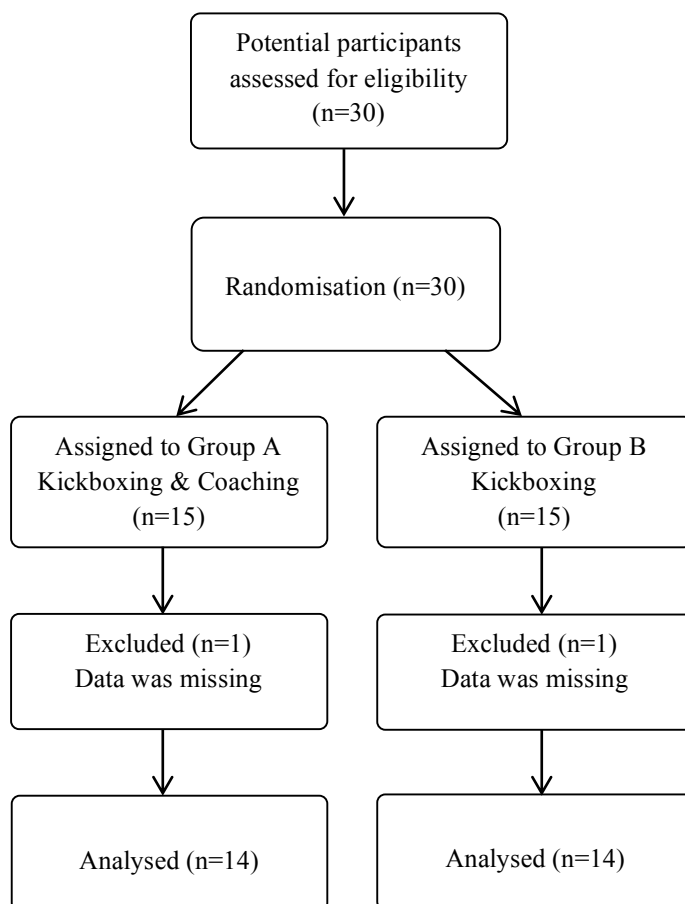 Potential participants
assessed for eligibility
(n=30)
Randomisation (n=30)
Assigned to Group A
Kickboxing & Coaching
(n=15)
Assigned to Group B
Kickboxing
(n=15)
Excluded (n=1)
Data was missing
Excluded (n=1)
Data was missing
Analysed (n=14)
Analysed (n=14)